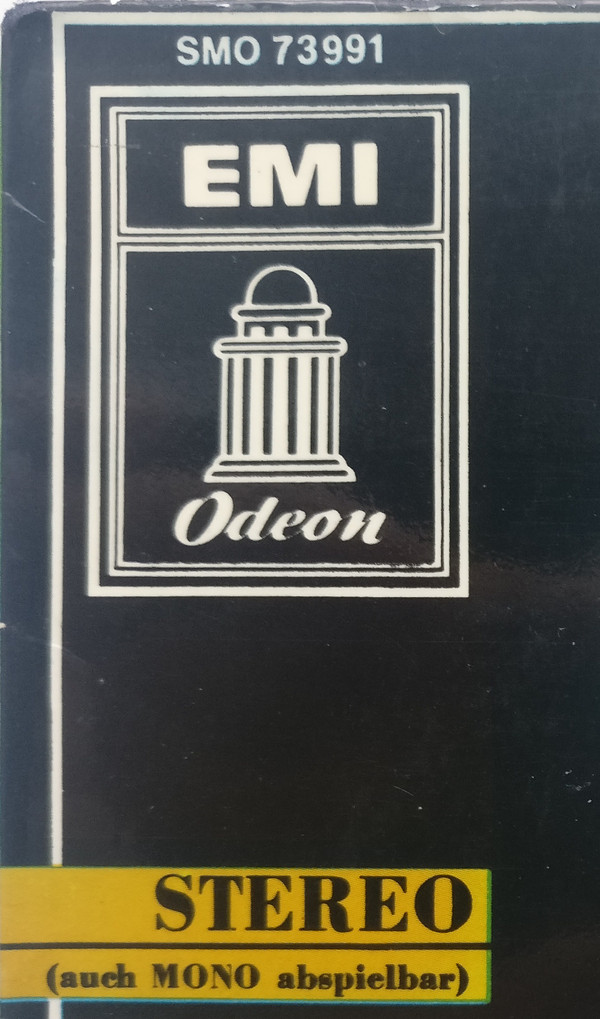 SMO 73991
EMI
Odeon
STEREO
(auch MONO abspielbar)